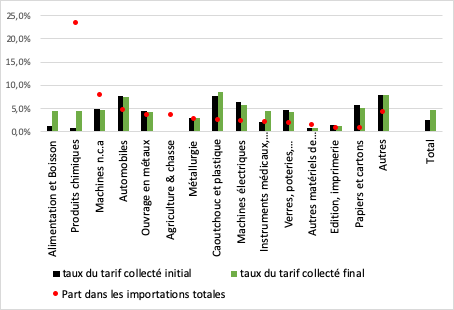 25,0%
20,0%
15,0%
10,0%
5,0%
0,0%
Alimentation et Boisson
Produits chimiques
Machines n.c.a
Automobiles
Ouvrage en métaux
Agriculture & chasse
Métallurgie
Caoutchouc et plastique
Machines électriques
Instruments médicaux,...
Verres, poteries,...
Autres matériels de...
Edition, imprimerie
Papiers et cartons
Autres
Total
taux du tarif collecté initial
taux du tarif collecté final
Part dans les importations totales